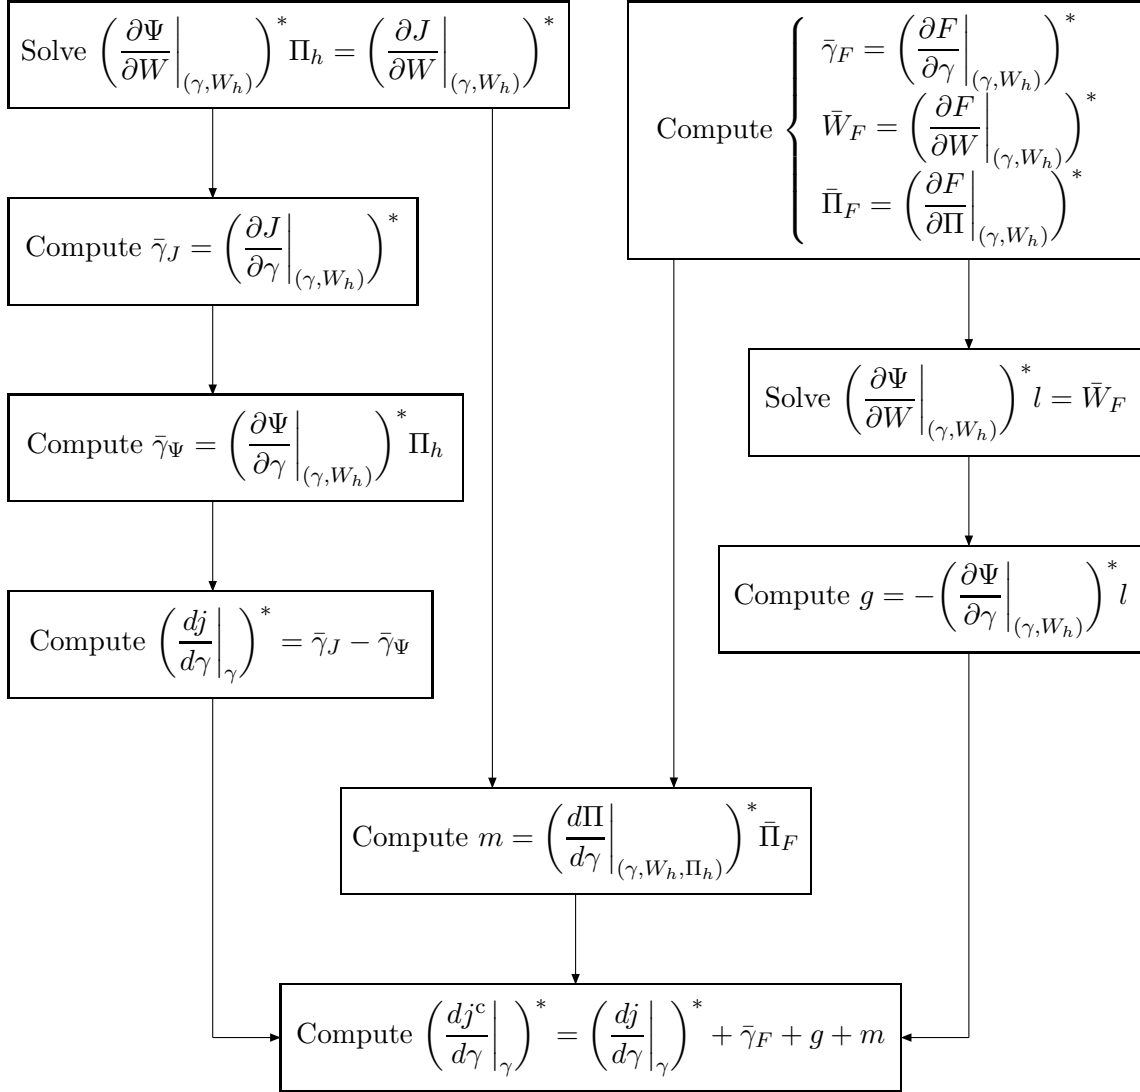 Solve $\left(\frac{\partial \Psi}{\partial W}\Big|_{(\gamma, W_h)}\right)^* \Pi_h = \left(\frac{\partial J}{\partial W}\Big|_{(\gamma, W_h)}\right)^*$
Compute $\bar{\gamma}_J = \left(\frac{\partial J}{\partial \gamma}\Big|_{(\gamma, W_h)}\right)^*$
Compute $\bar{\gamma}_\Psi = \left(\frac{\partial \Psi}{\partial \gamma}\Big|_{(\gamma, W_h)}\right)^* \Pi_h$
Compute $\left(\frac{dj}{d\gamma}\Big|_{\gamma}\right)^* = \bar{\gamma}_J - \bar{\gamma}_\Psi$
$\bar{\gamma}_F = \left(\frac{\partial F}{\partial \gamma}\Big|_{(\gamma, W_h)}\right)^*$
Compute $\bar{W}_F = \left(\frac{\partial F}{\partial W}\Big|_{(\gamma, W_h)}\right)^*$
$\bar{\Pi}_F = \left(\frac{\partial F}{\partial \Pi}\Big|_{(\gamma, W_h)}\right)^*$
Solve $\left(\frac{\partial \Psi}{\partial W}\Big|_{(\gamma, W_h)}\right)^* l = \bar{W}_F$
Compute $g = -\left(\frac{\partial \Psi}{\partial \gamma}\Big|_{(\gamma, W_h)}\right)^* l$
Compute $m = \left(\frac{d\Pi}{d\gamma}\Big|_{(\gamma, W_h, \Pi_h)}\right)^* \bar{\Pi}_F$
Compute $\left(\frac{dj^{\mathrm{c}}}{d\gamma}\Big|_{\gamma}\right)^* = \left(\frac{dj}{d\gamma}\Big|_{\gamma}\right)^* + \bar{\gamma}_F + g + m$